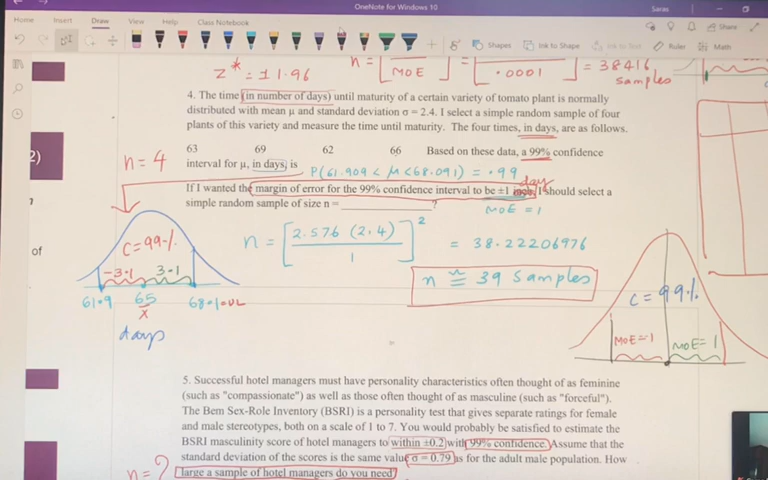 OneNote for Windows 10
Saras
Home Insert Draw View Help Class Notebook
Share
Shapes Ink to Shape Ink to Text Ruler Math
z* = ±1.96
n = [ MoE ] = [ .0001 ] = 38416 samples
4. The time (in number of days) until maturity of a certain variety of tomato plant is normally
distributed with mean μ and standard deviation σ = 2.4. I select a simple random sample of four
plants of this variety and measure the time until maturity. The four times, in days, are as follows.
63 69 62 66 Based on these data, a 99% confidence
2)
n = 4
interval for μ, in days, is
P(61.909 < μ < 68.091) = .99
day
If I wanted the margin of error for the 99% confidence interval to be ±1 inch, I should select a
simple random sample of size n = ?
MoE = 1
n = [ 2.576 (2.4) / 1 ]² = 38.22206976
n ≅ 39 samples
of
C = 99%
-3.1 3.1
61.9 65 68.1=UL
x
days
C = 99%
MoE=1 MoE=1
5. Successful hotel managers must have personality characteristics often thought of as feminine
(such as "compassionate") as well as those often thought of as masculine (such as "forceful").
The Bem Sex-Role Inventory (BSRI) is a personality test that gives separate ratings for female
and male stereotypes, both on a scale of 1 to 7. You would probably be satisfied to estimate the
BSRI masculinity score of hotel managers to within ±0.2 with 99% confidence. Assume that the
standard deviation of the scores is the same value σ = 0.79 as for the adult male population. How
large a sample of hotel managers do you need?
n = ?